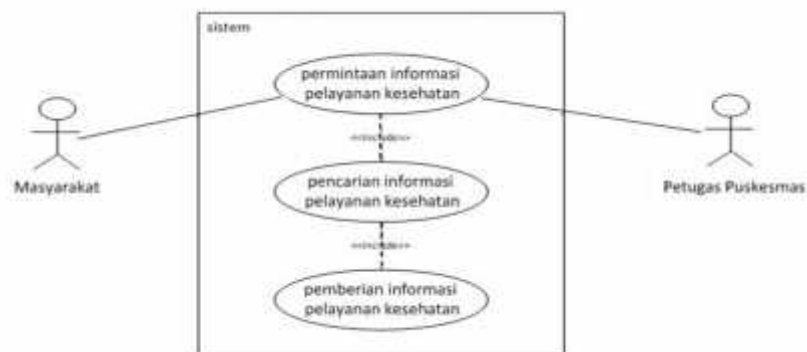 sistem
permintaan informasi
pelayanan kesehatan
<<include>>
Masyarakat
pencarian informasi
pelayanan kesehatan
Petugas Puskesmas
<<include>>
pemberian informasi
pelayanan kesehatan